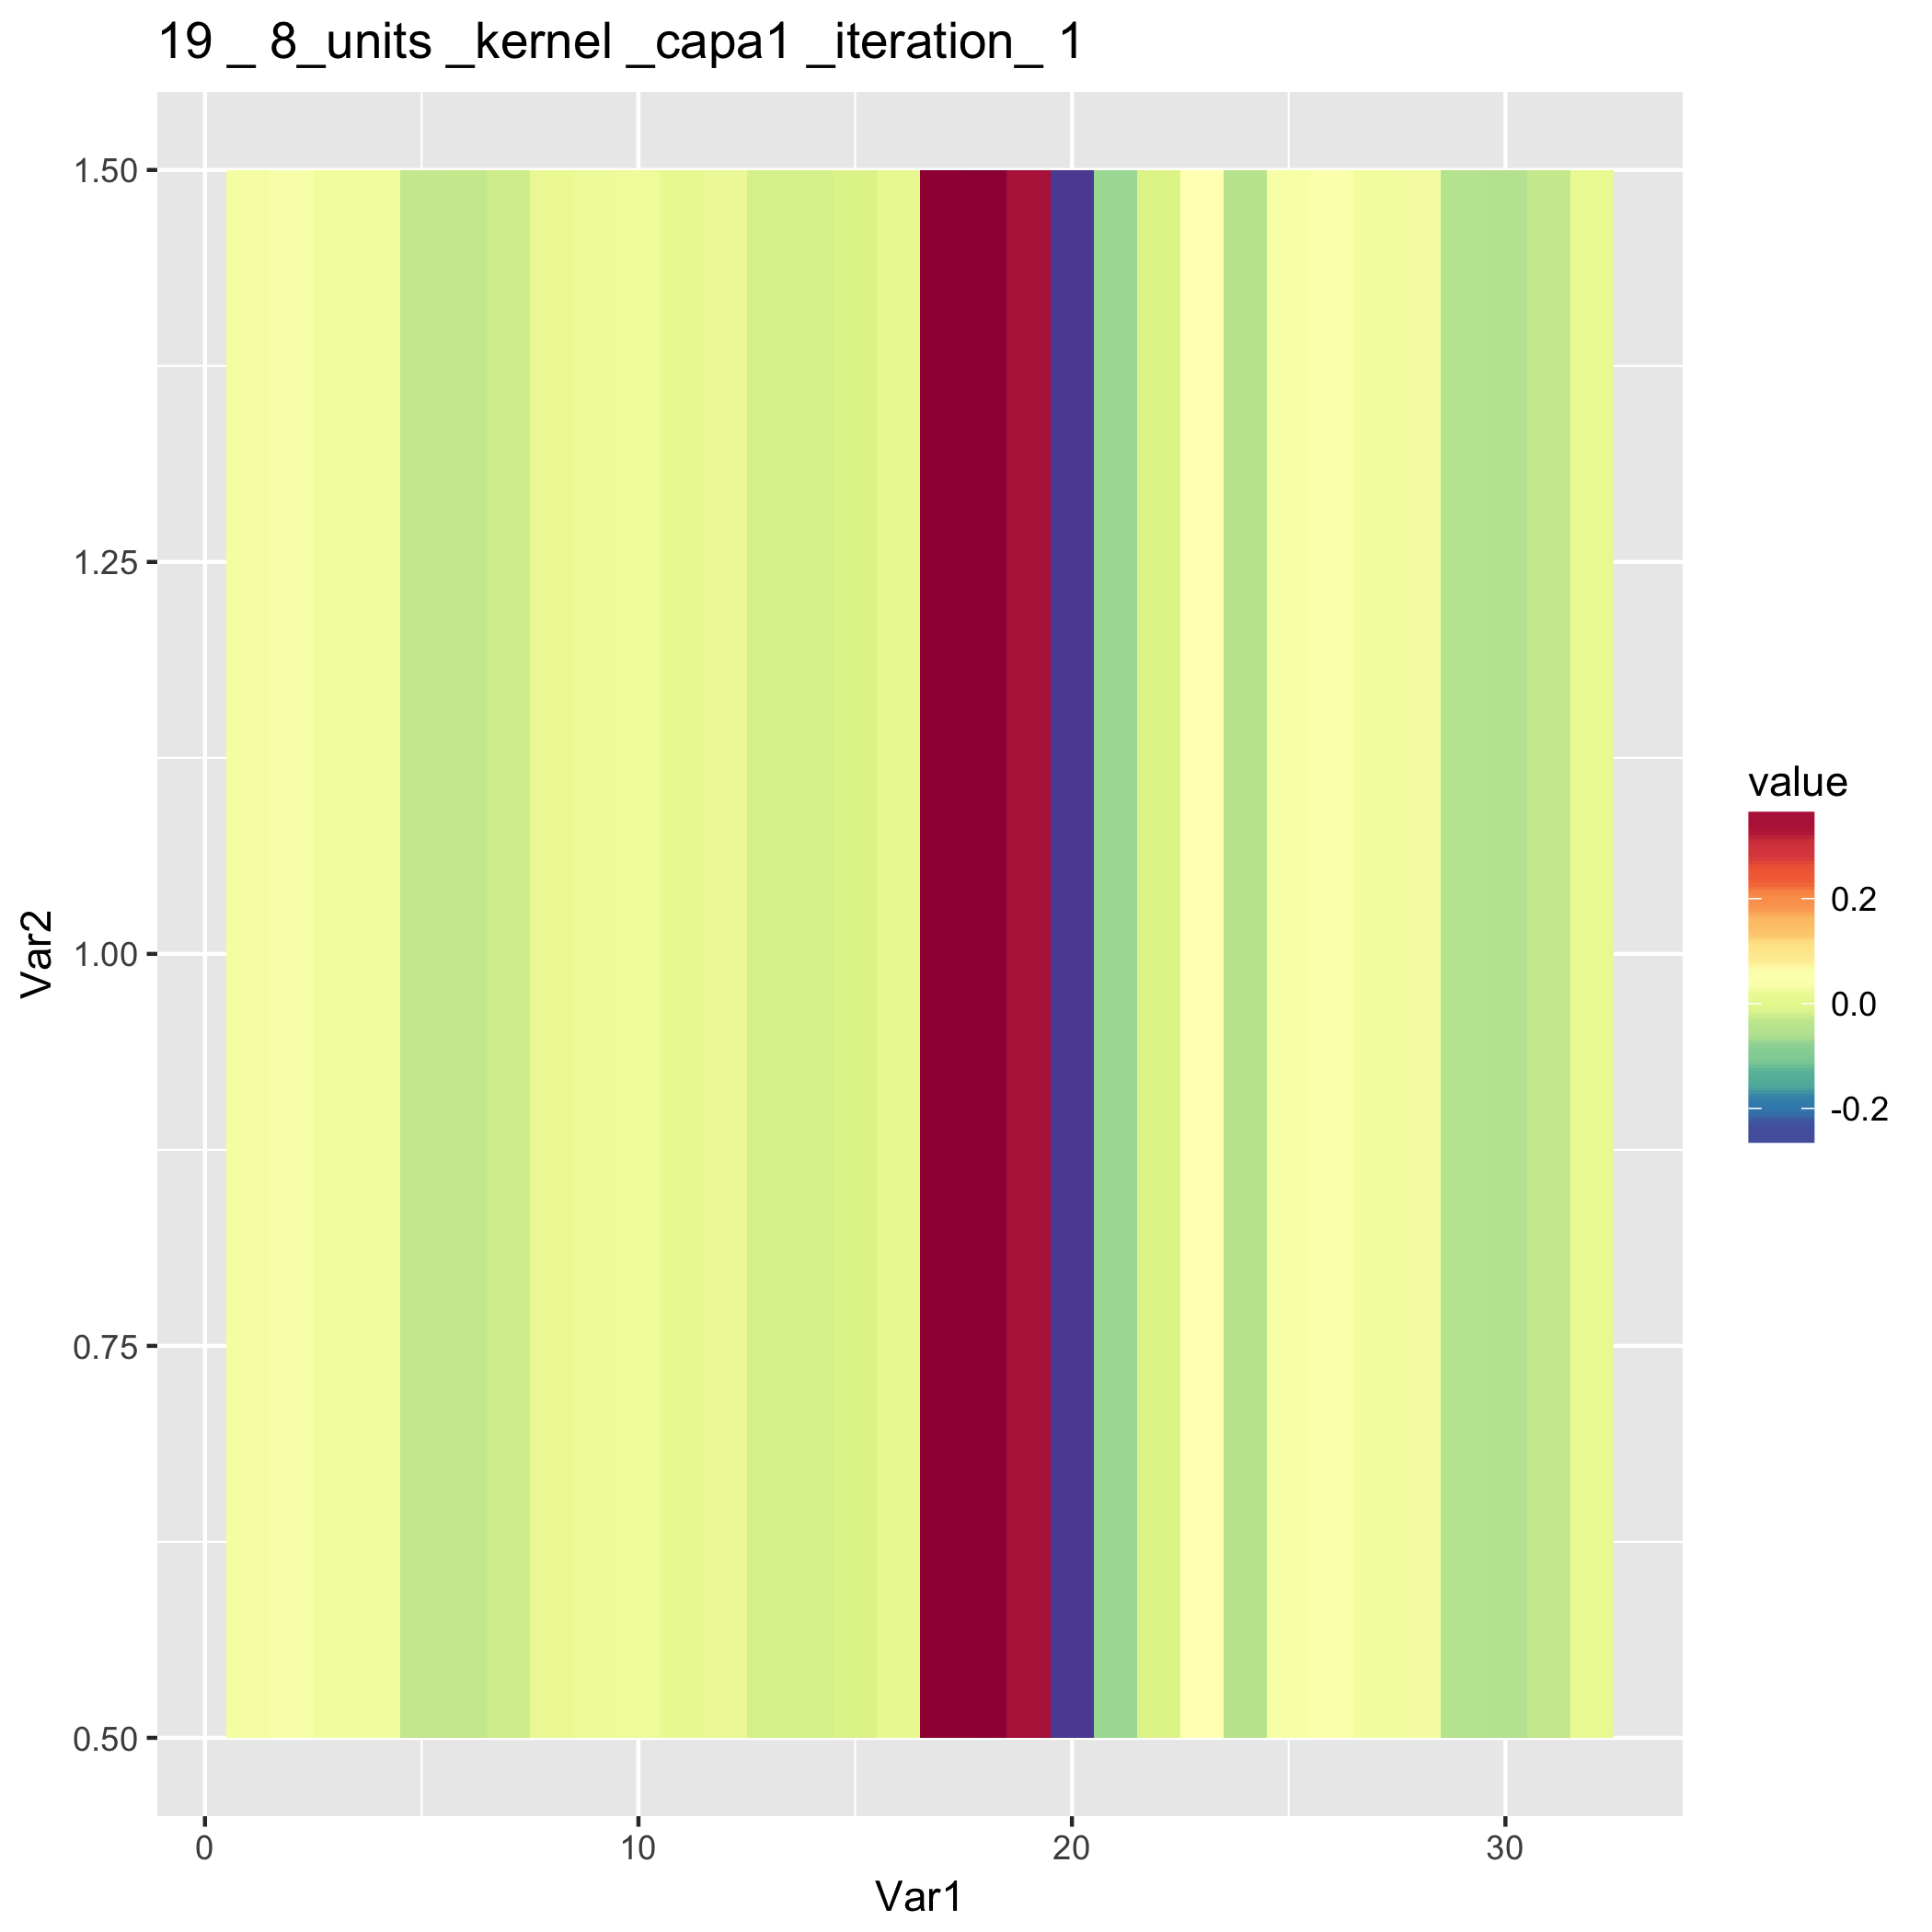 19 _ 8_units _kernel _capa1 _iteration_ 1
1.50
1.25
1.00
0.75
0.50
Var2
0 10 20 30
Var1
value
0.2
0.0
-0.2